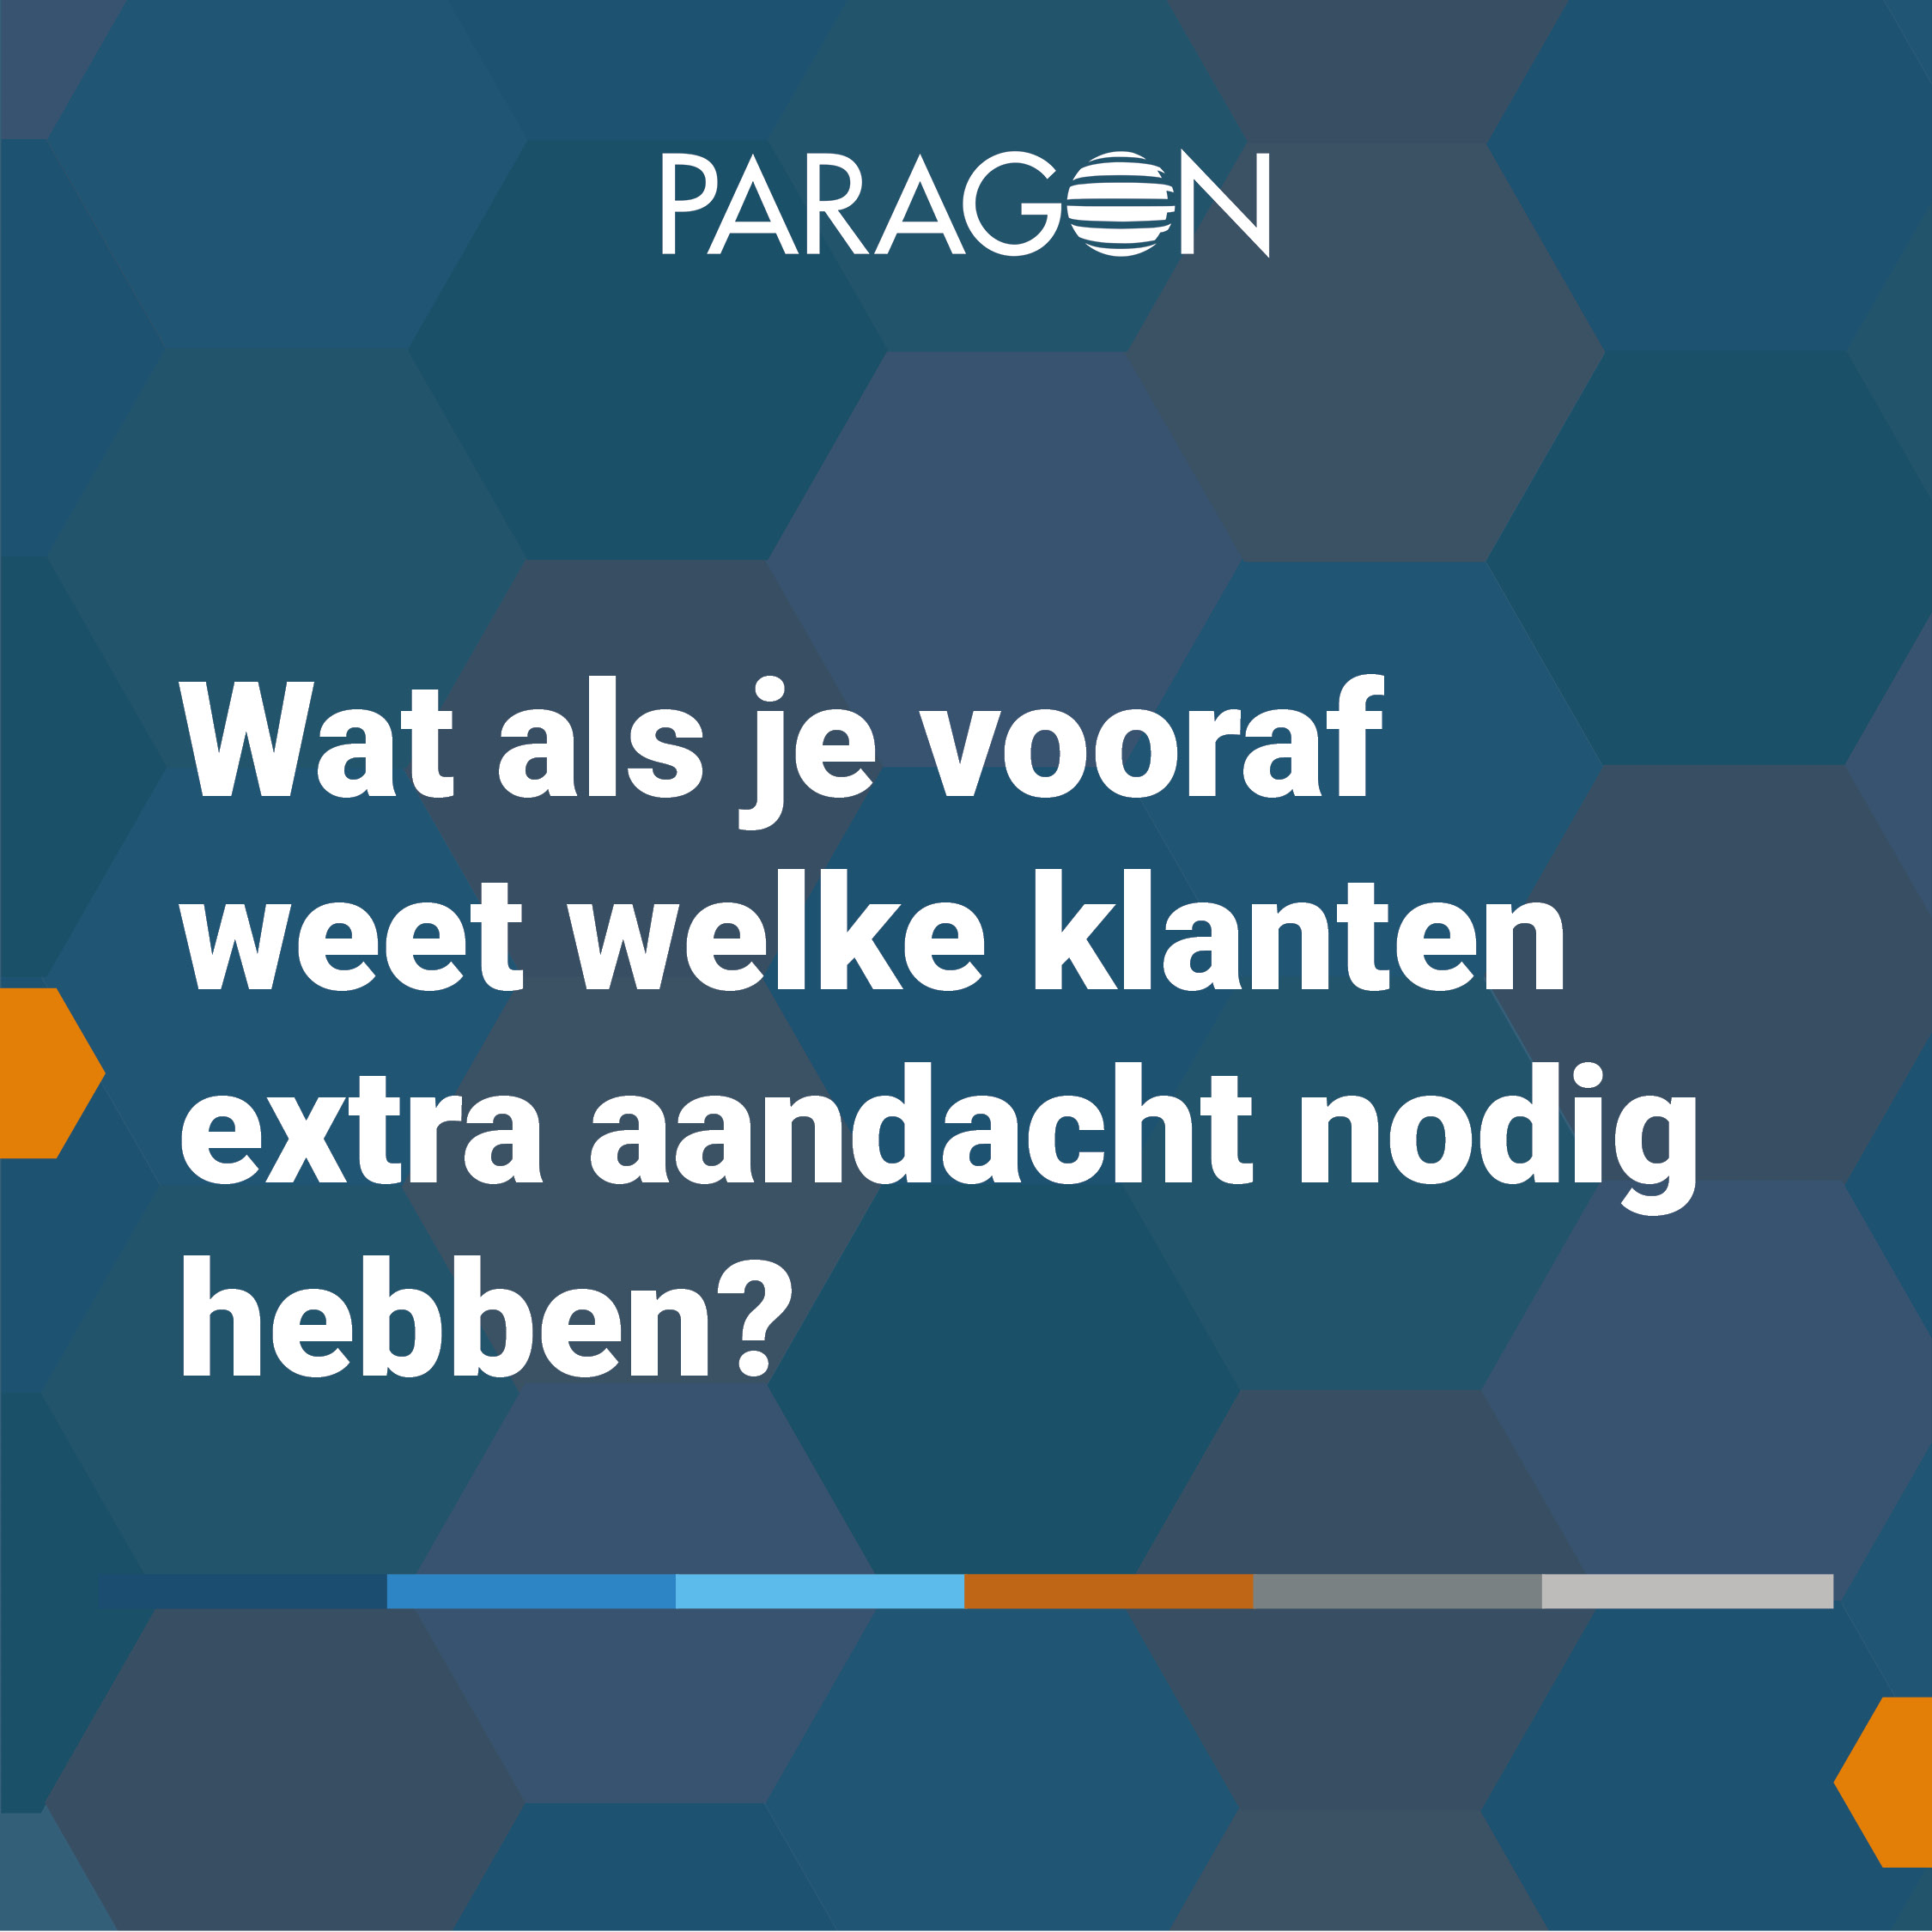 PARAGON
Wat als je vooraf
weet welke klanten
extra aandacht nodig
hebben?